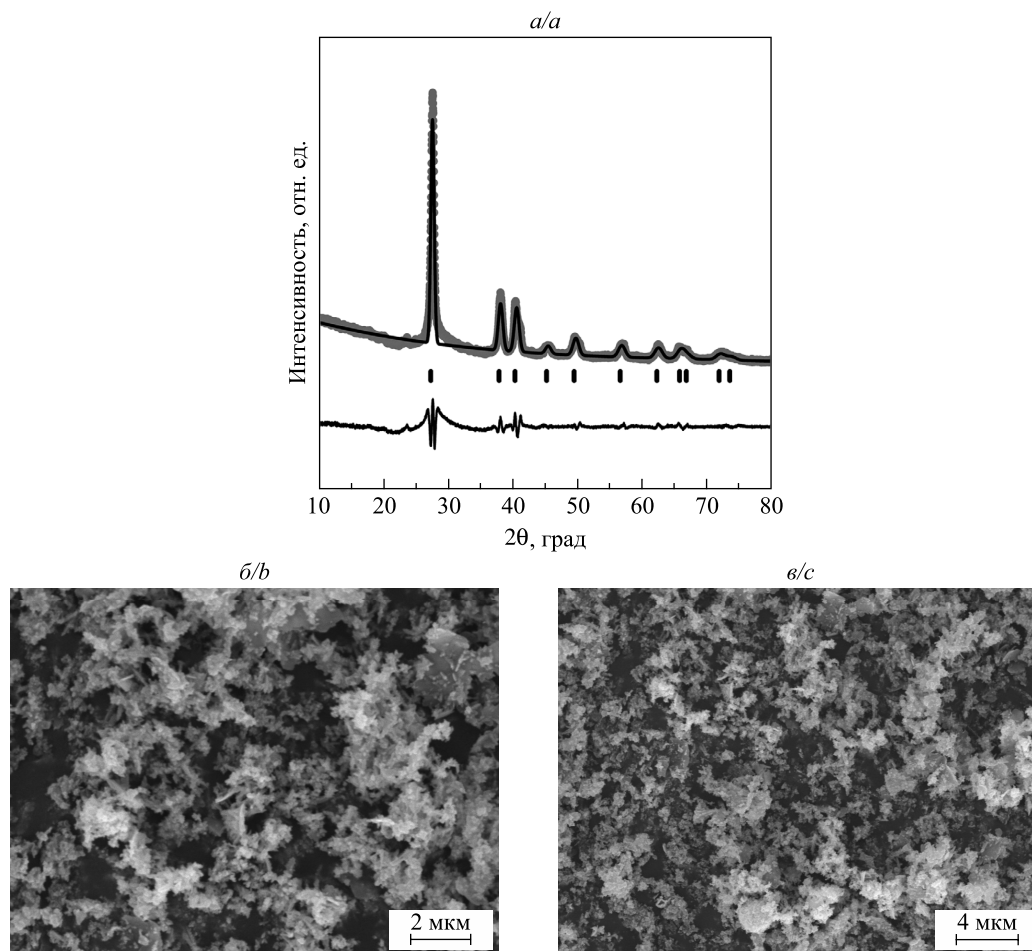 а/a
Интенсивность, отн. ед.
10 20 30 40 50 60 70 80
2θ, град
б/b
в/c
2 мкм
4 мкм